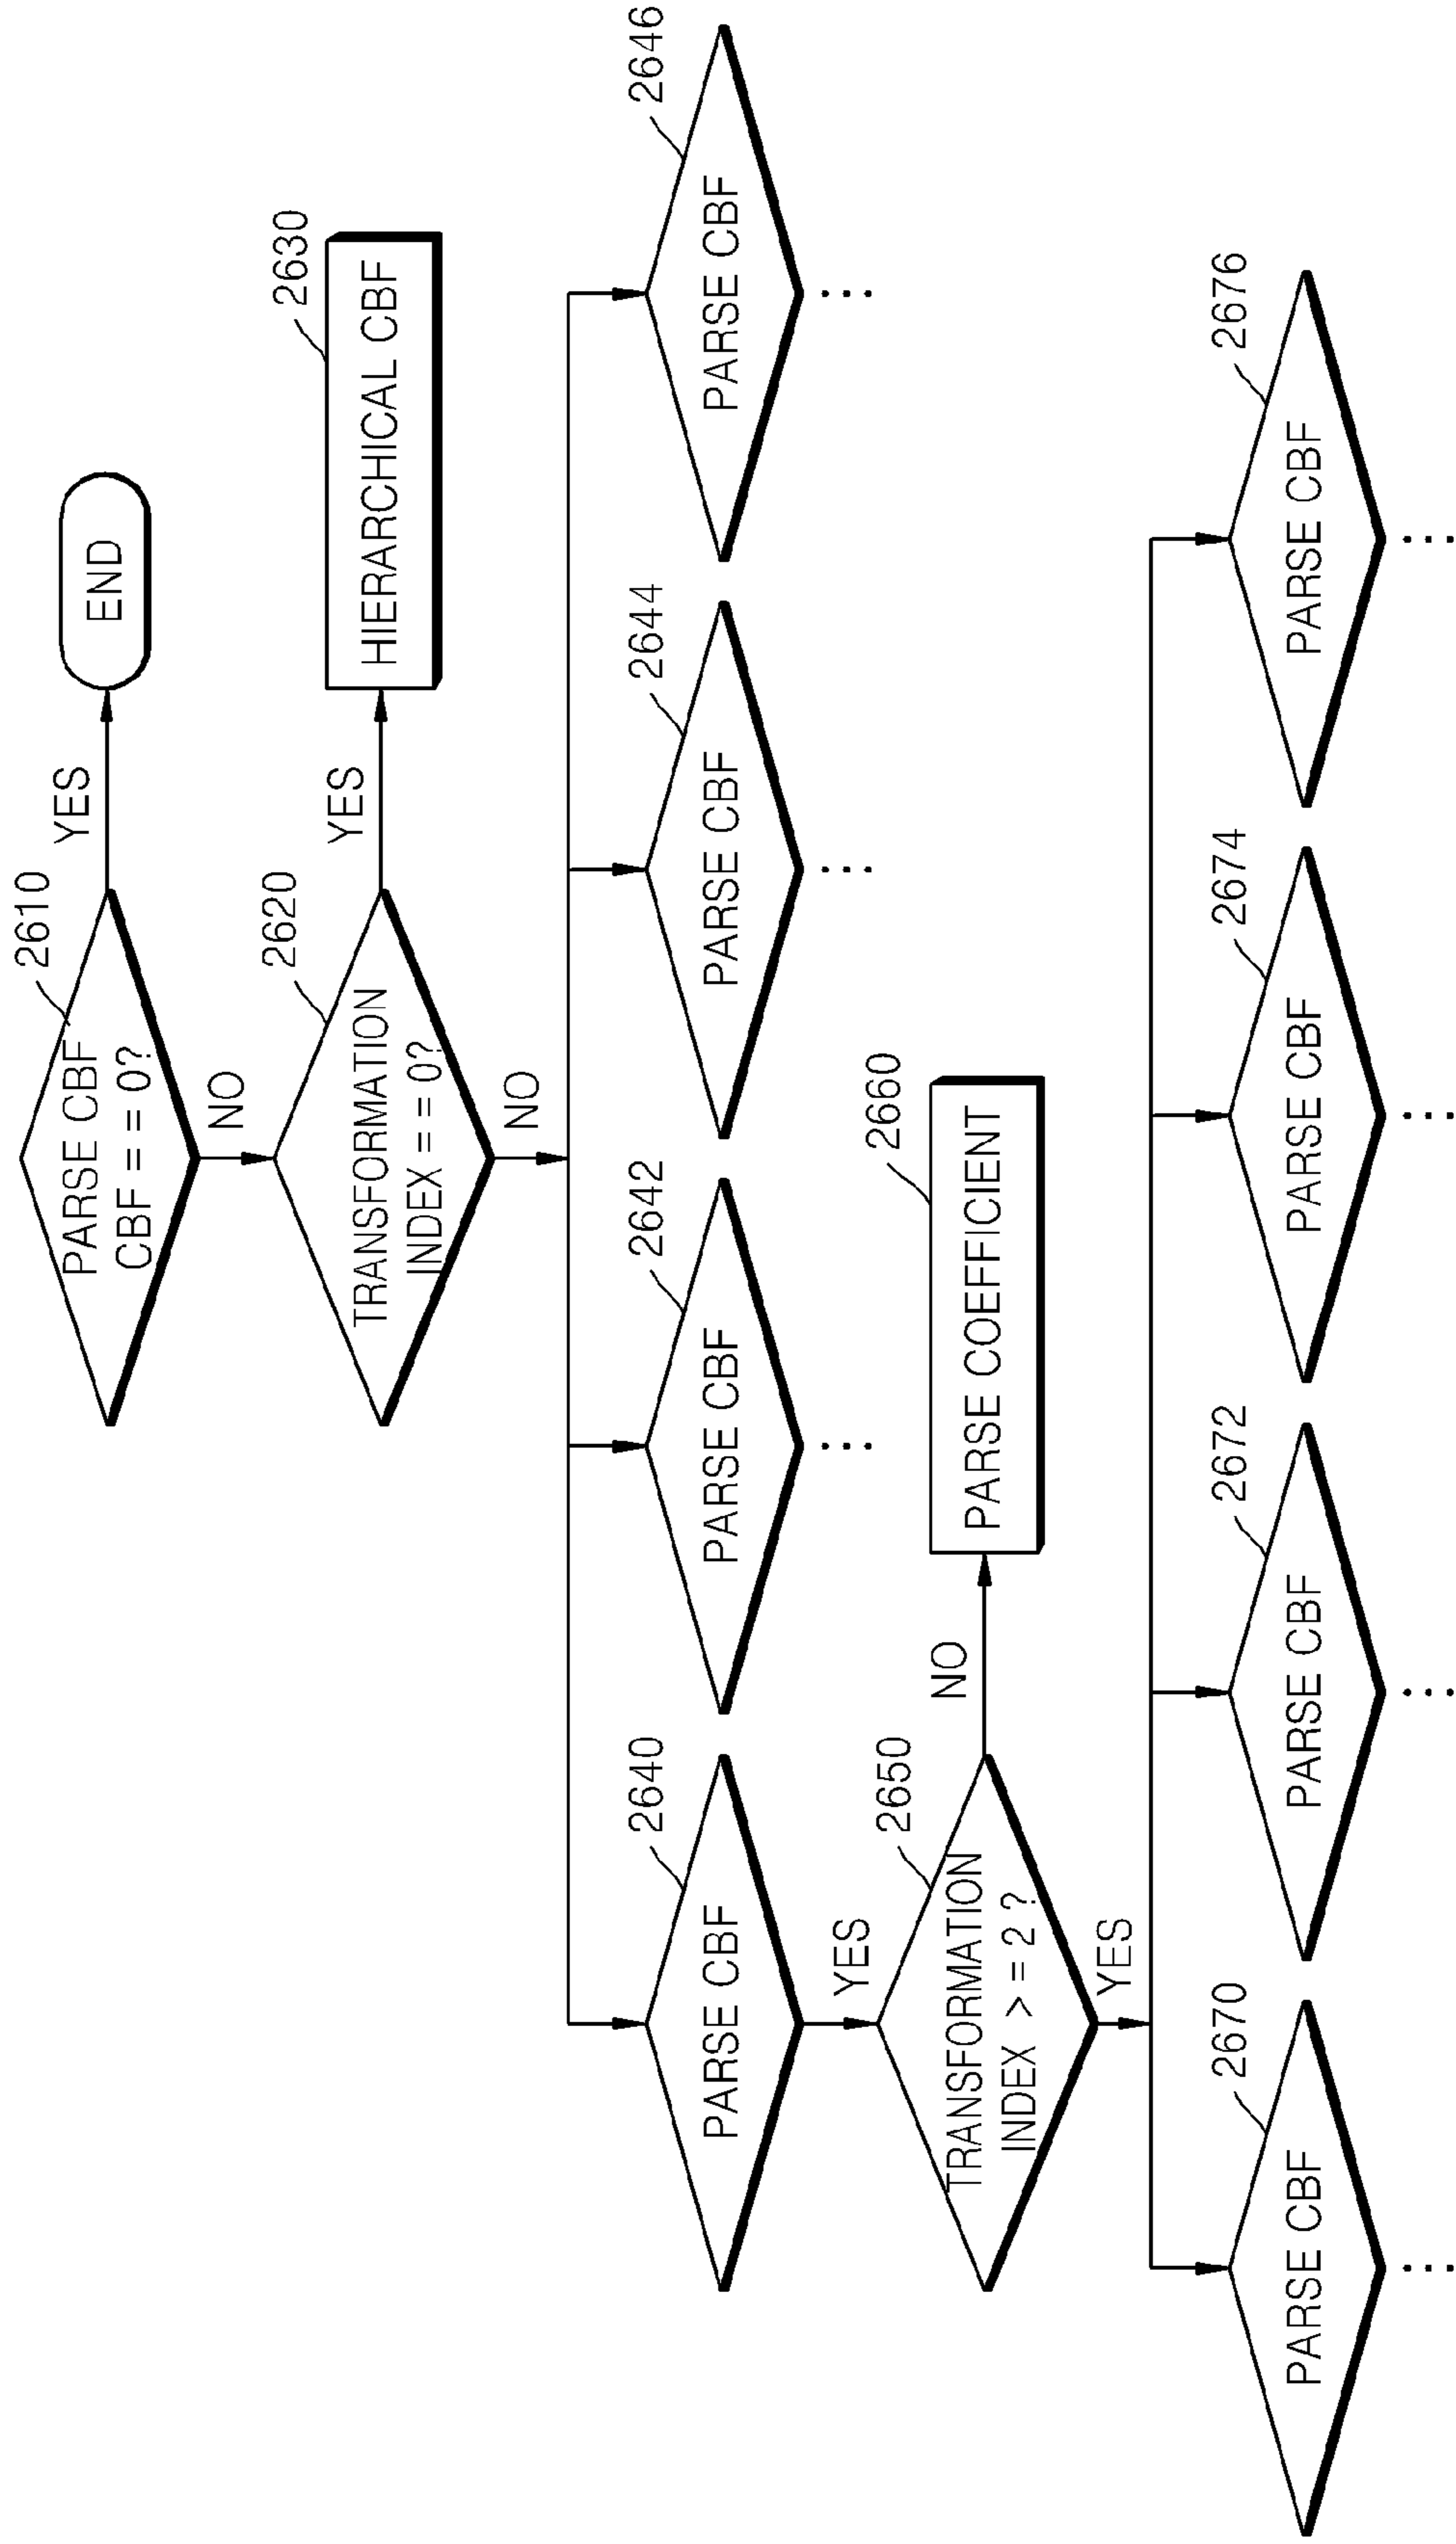 2610
PARSE CBF
CBF = = 0?
YES
END
NO
2620
TRANSFORMATION
INDEX = = 0?
YES
2630
HIERARCHICAL CBF
NO
2640
PARSE CBF
2642
PARSE CBF
...
2644
PARSE CBF
...
2646
PARSE CBF
...
YES
2650
TRANSFORMATION
INDEX > = 2 ?
NO
2660
PARSE COEFFICIENT
YES
2670
PARSE CBF
...
2672
PARSE CBF
...
2674
PARSE CBF
...
2676
PARSE CBF
...